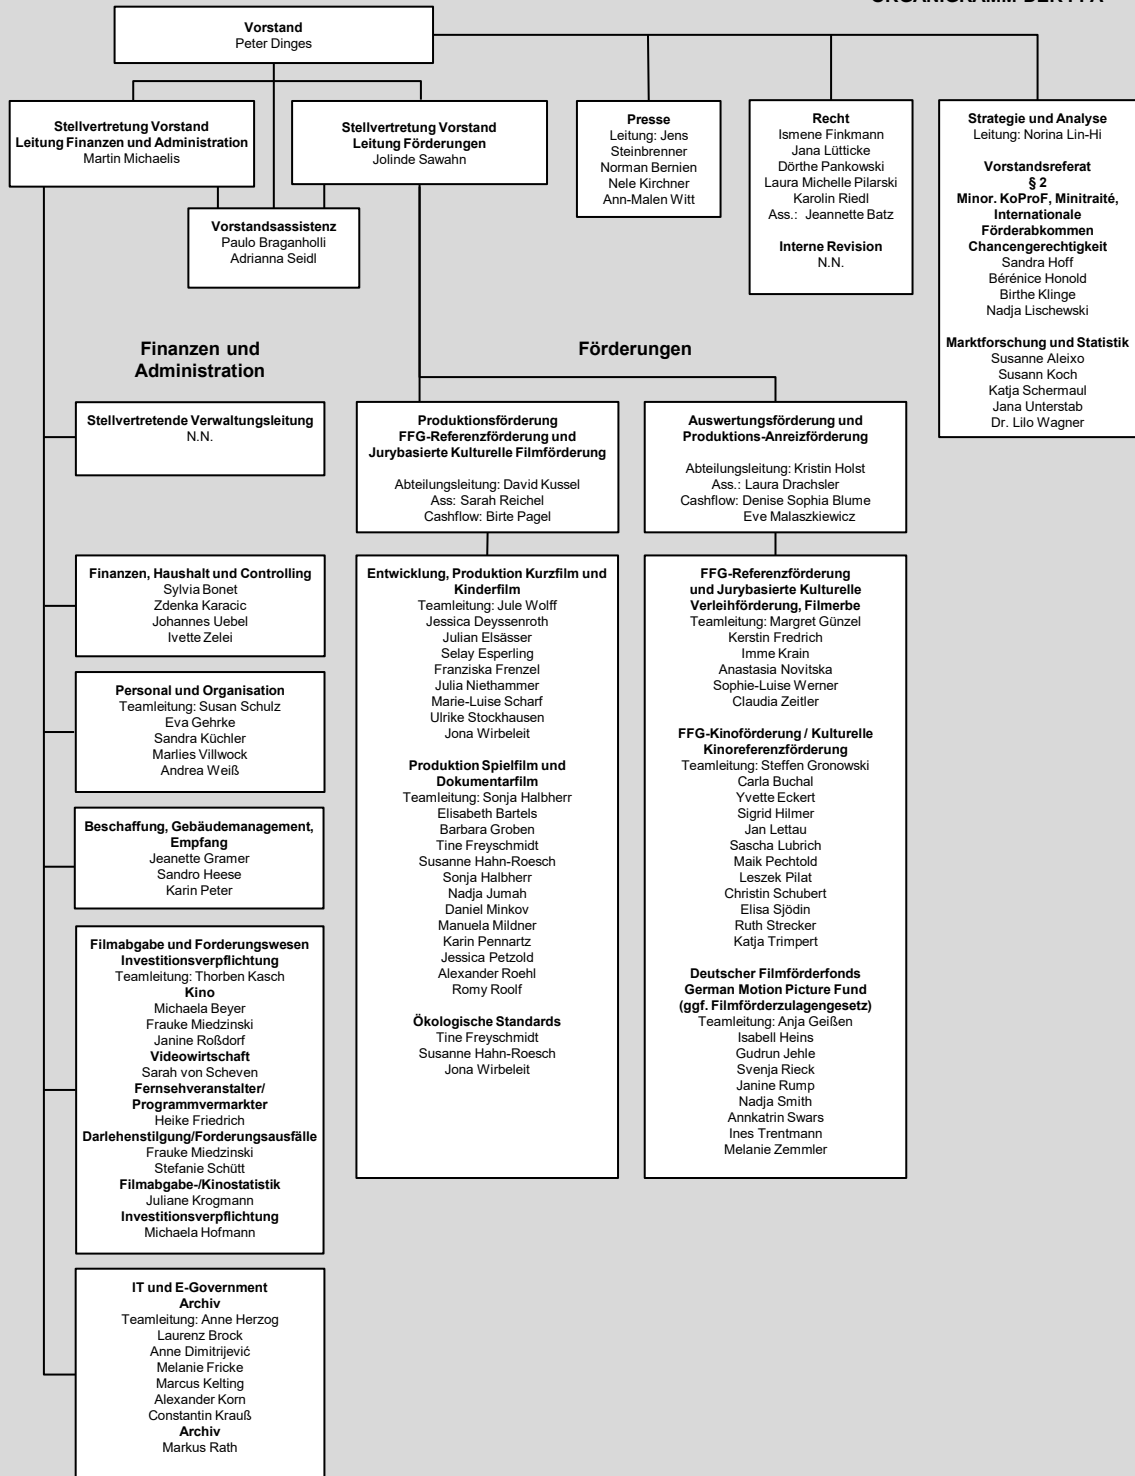 Vorstand
Peter Dinges
Stellvertretung Vorstand
Leitung Finanzen und Administration
Martin Michaelis
Stellvertretung Vorstand
Leitung Förderungen
Jolinde Sawahn
Vorstandsassistenz
Paulo Braganholli
Adrianna Seidl
Presse
Leitung: Jens
Steinbrenner
Norman Bernien
Nele Kirchner
Ann-Malen Witt
Recht
Ismene Finkmann
Jana Lütticke
Dörthe Pankowski
Laura Michelle Pilarski
Karolin Riedl
Ass.: Jeannette Batz
Interne Revision
N.N.
Strategie und Analyse
Leitung: Norina Lin-Hi
Vorstandsreferat
§ 2
Minor. KoProF, Minitraité,
Internationale
Förderabkommen
Chancengerechtigkeit
Sandra Hoff
Bérénice Honold
Birthe Klinge
Nadja Lischewski
Marktforschung und Statistik
Susanne Aleixo
Susann Koch
Katja Schermaul
Jana Unterstab
Dr. Lilo Wagner
Finanzen und
Administration
Stellvertretende Verwaltungsleitung
N.N.
Finanzen, Haushalt und Controlling
Sylvia Bonet
Zdenka Karacic
Johannes Uebel
Ivette Zelei
Personal und Organisation
Teamleitung: Susan Schulz
Eva Gehrke
Sandra Küchler
Marlies Villwock
Andrea Weiß
Beschaffung, Gebäudemanagement,
Empfang
Jeanette Gramer
Sandro Heese
Karin Peter
Filmabgabe und Forderungswesen
Investitionsverpflichtung
Teamleitung: Thorben Kasch
Kino
Michaela Beyer
Frauke Miedzinski
Janine Roßdorf
Videowirtschaft
Sarah von Scheven
Fernsehveranstalter/
Programmvermarkter
Heike Friedrich
Darlehenstilgung/Forderungsausfälle
Frauke Miedzinski
Stefanie Schütt
Filmabgabe-/Kinostatistik
Juliane Krogmann
Investitionsverpflichtung
Michaela Hofmann
IT und E-Government
Archiv
Teamleitung: Anne Herzog
Laurenz Brock
Anne Dimitrijević
Melanie Fricke
Marcus Kelting
Alexander Korn
Constantin Krauß
Archiv
Markus Rath
Förderungen
Produktionsförderung
FFG-Referenzförderung und
Jurybasierte Kulturelle Filmförderung
Abteilungsleitung: David Kussel
Ass: Sarah Reichel
Cashflow: Birte Pagel
Entwicklung, Produktion Kurzfilm und
Kinderfilm
Teamleitung: Jule Wolff
Jessica Deyssenroth
Julian Elsässer
Selay Esperling
Franziska Frenzel
Julia Niethammer
Marie-Luise Scharf
Ulrike Stockhausen
Jona Wirbeleit
Produktion Spielfilm und
Dokumentarfilm
Teamleitung: Sonja Halbherr
Elisabeth Bartels
Barbara Groben
Tine Freyschmidt
Susanne Hahn-Roesch
Sonja Halbherr
Nadja Jumah
Daniel Minkov
Manuela Mildner
Karin Pennartz
Jessica Petzold
Alexander Roehl
Romy Roolf
Ökologische Standards
Tine Freyschmidt
Susanne Hahn-Roesch
Jona Wirbeleit
Auswertungsförderung und
Produktions-Anreizförderung
Abteilungsleitung: Kristin Holst
Ass.: Laura Drachsler
Cashflow: Denise Sophia Blume
Eve Malaszkiewicz
FFG-Referenzförderung
und Jurybasierte Kulturelle
Verleihförderung, Filmerbe
Teamleitung: Margret Günzel
Kerstin Fredrich
Imme Krain
Anastasia Novitska
Sophie-Luise Werner
Claudia Zeitler
FFG-Kinoförderung / Kulturelle
Kinoreferenzförderung
Teamleitung: Steffen Gronowski
Carla Buchal
Yvette Eckert
Sigrid Hilmer
Jan Lettau
Sascha Lubrich
Maik Pechtold
Leszek Pilat
Christin Schubert
Elisa Sjödin
Ruth Strecker
Katja Trimpert
Deutscher Filmförderfonds
German Motion Picture Fund
(ggf. Filmförderzulagengesetz)
Teamleitung: Anja Geißen
Isabell Heins
Gudrun Jehle
Svenja Rieck
Janine Rump
Nadja Smith
Annkatrin Swars
Ines Trentmann
Melanie Zemmler